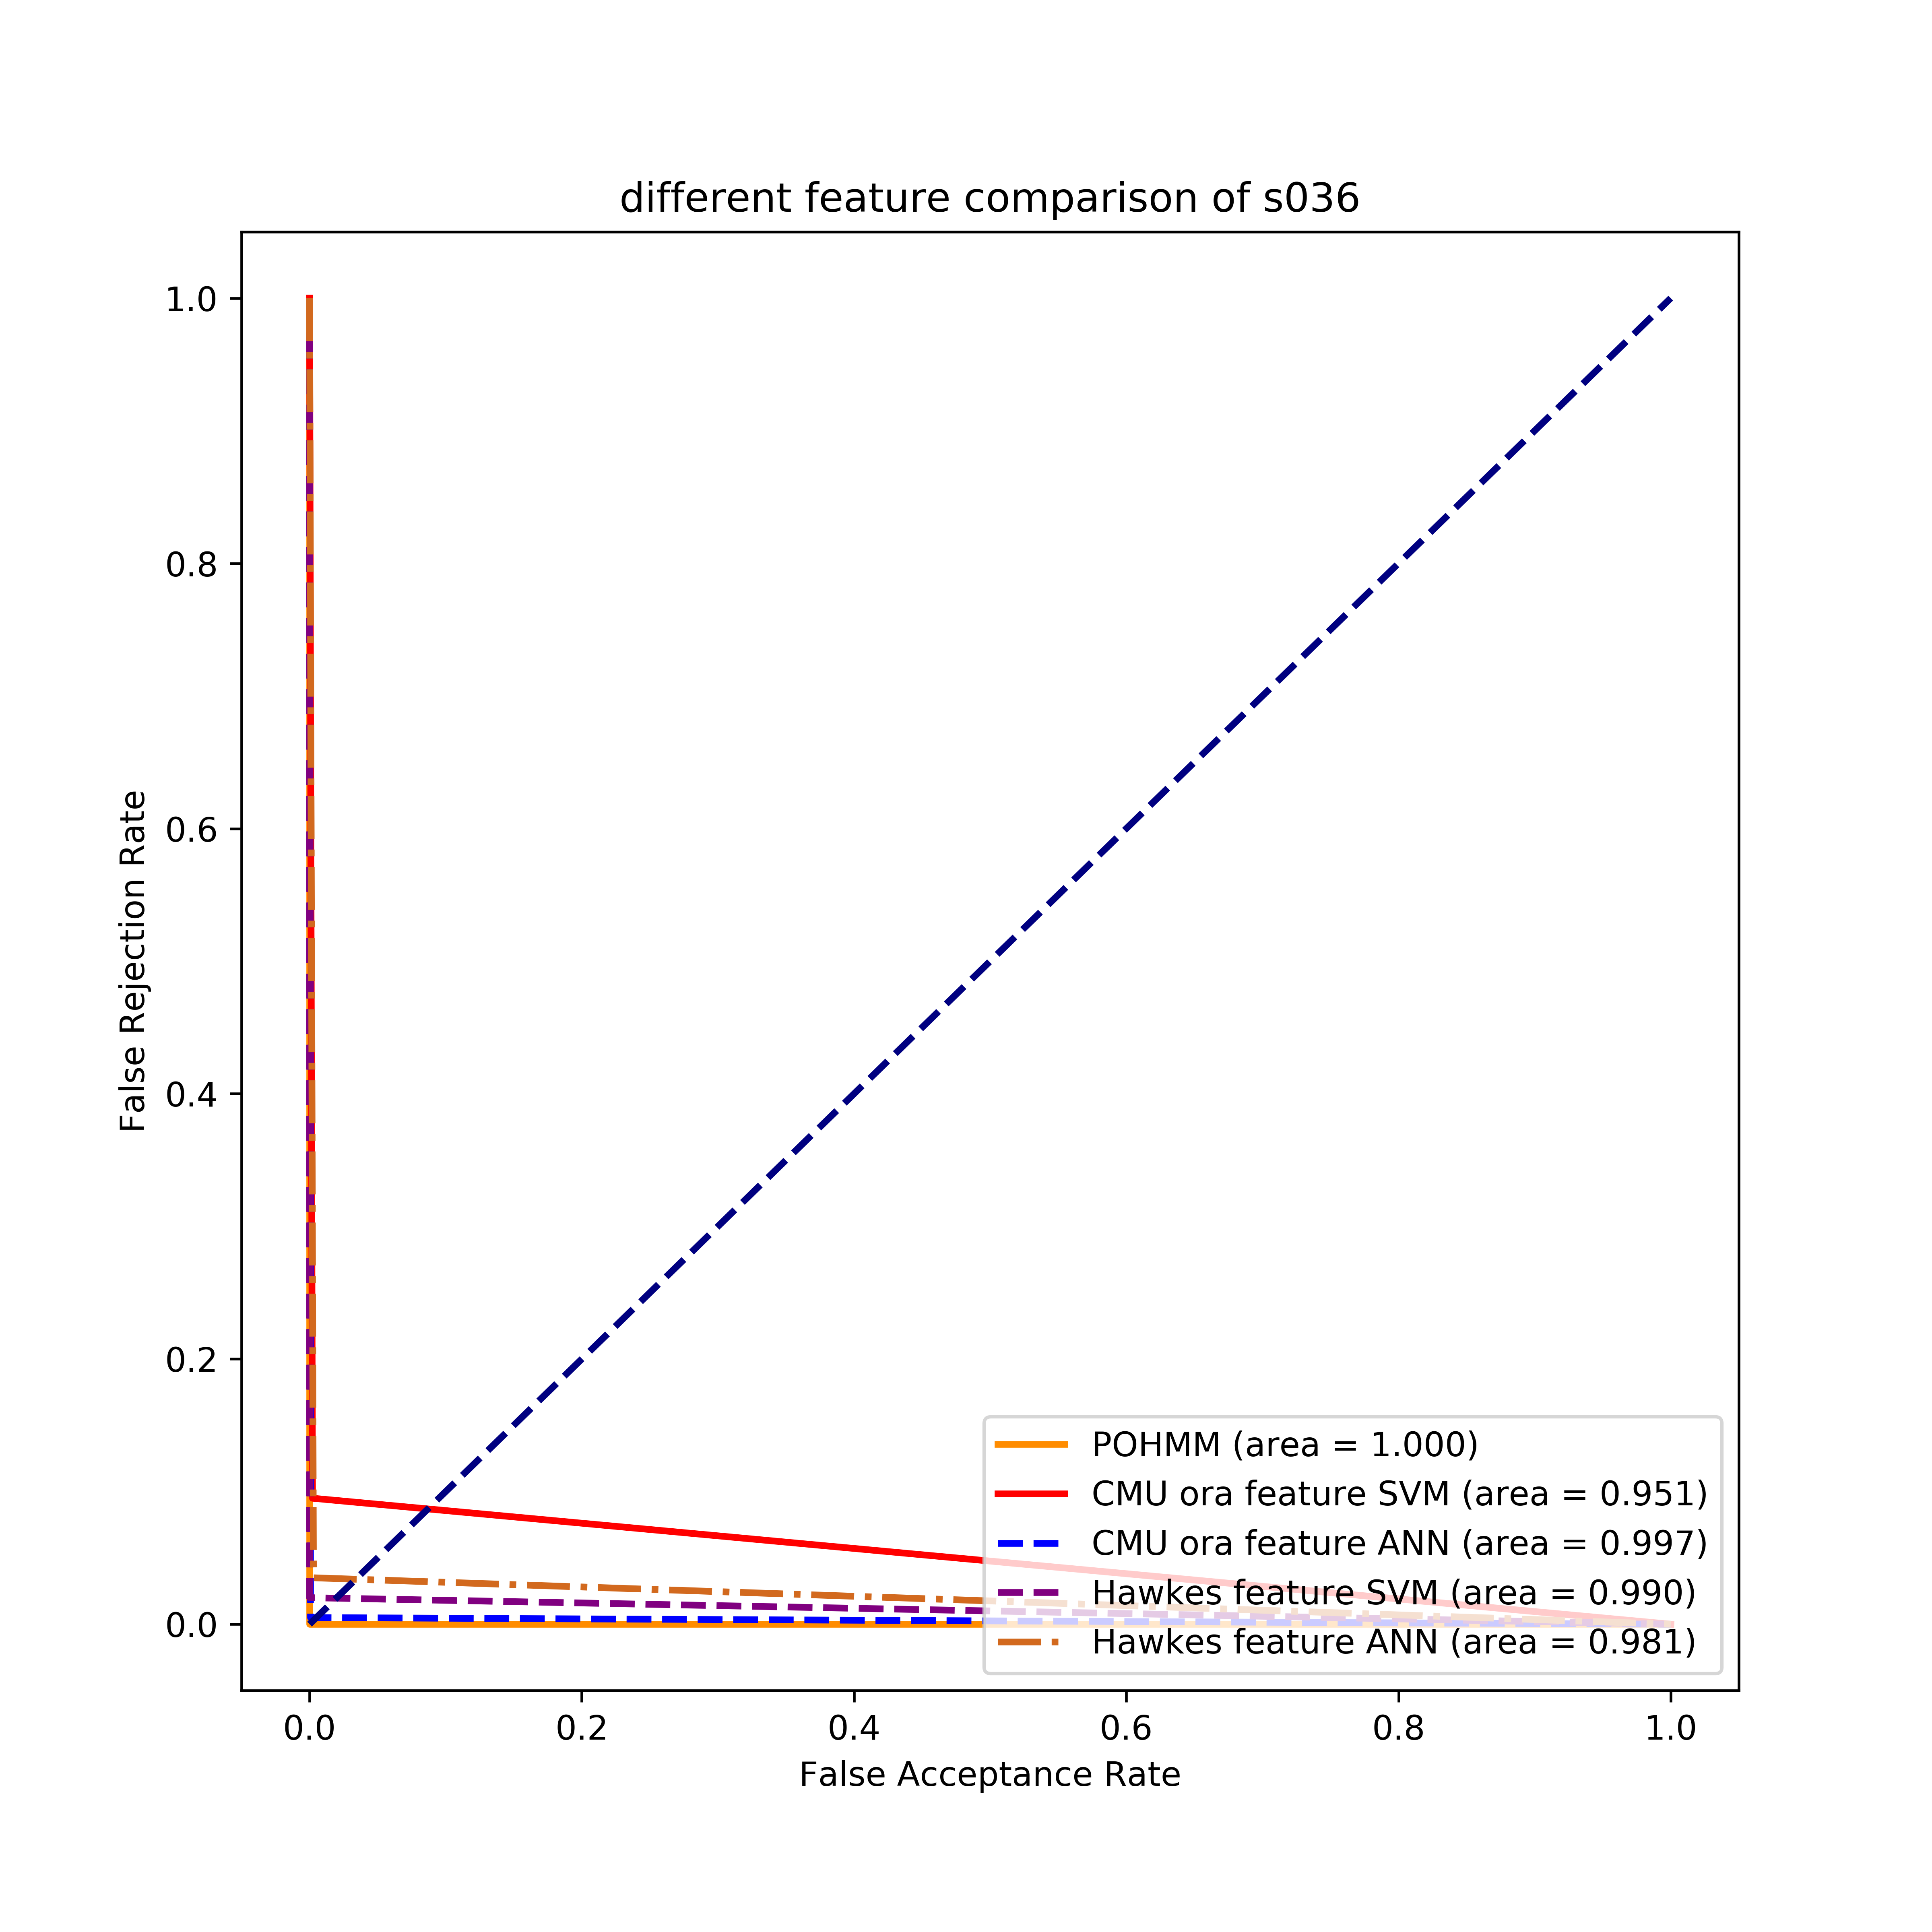 different feature comparison of s036
1.0
0.8
0.6
0.4
0.2
0.0
False Rejection Rate
POHMM (area = 1.000)
CMU ora feature SVM (area = 0.951)
CMU ora feature ANN (area = 0.997)
Hawkes feature SVM (area = 0.990)
Hawkes feature ANN (area = 0.981)
0.0 0.2 0.4 0.6 0.8 1.0
False Acceptance Rate